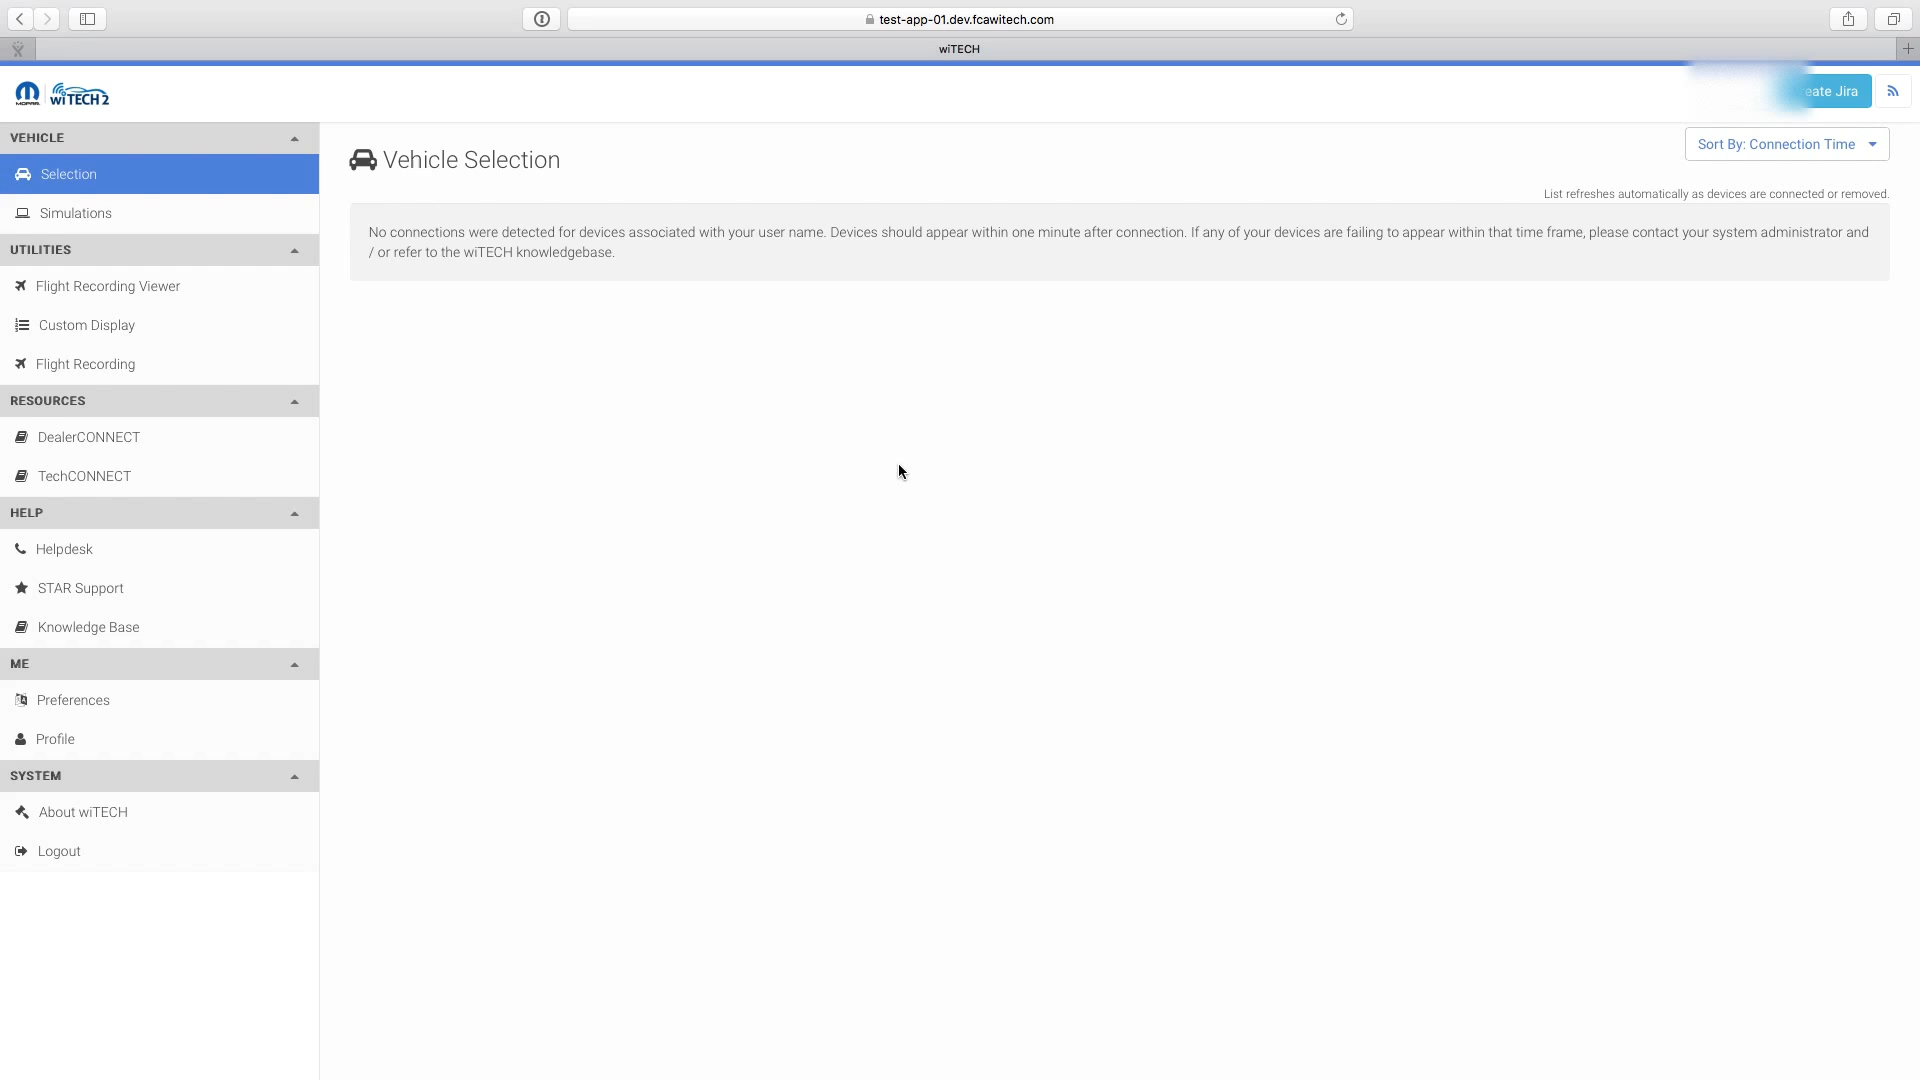 test-app-01.dev.fcawitech.com
wiTECH
MOPAR
wiTECH 2
Jira
VEHICLE
Vehicle Selection
Sort By: Connection Time
Selection
List refreshes automatically as devices are connected or removed.
Simulations
No connections were detected for devices associated with your user name. Devices should appear within one minute after connection. If any of your devices are failing to appear within that time frame, please contact your system administrator and
/ or refer to the wiTECH knowledgebase.
UTILITIES
Flight Recording Viewer
Custom Display
Flight Recording
RESOURCES
DealerCONNECT
TechCONNECT
HELP
Helpdesk
STAR Support
Knowledge Base
ME
Preferences
Profile
SYSTEM
About wiTECH
Logout